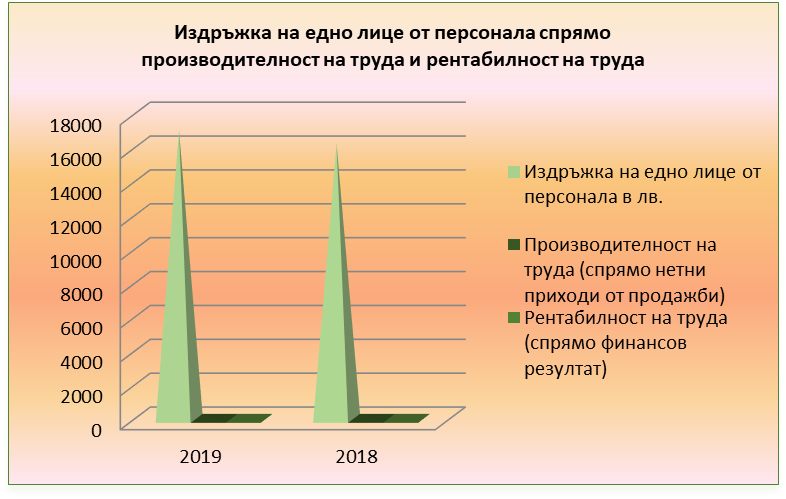 Издръжка на едно лице от персонала спрямо
производителност на труда и рентабилност на труда
18000
16000
14000
12000
10000
8000
6000
4000
2000
0
2019
2018
Издръжка на едно лице от
персонала в лв.
Производителност на
труда (спрямо нетни
приходи от продажби)
Рентабилност на труда
(спрямо финансов
резултат)